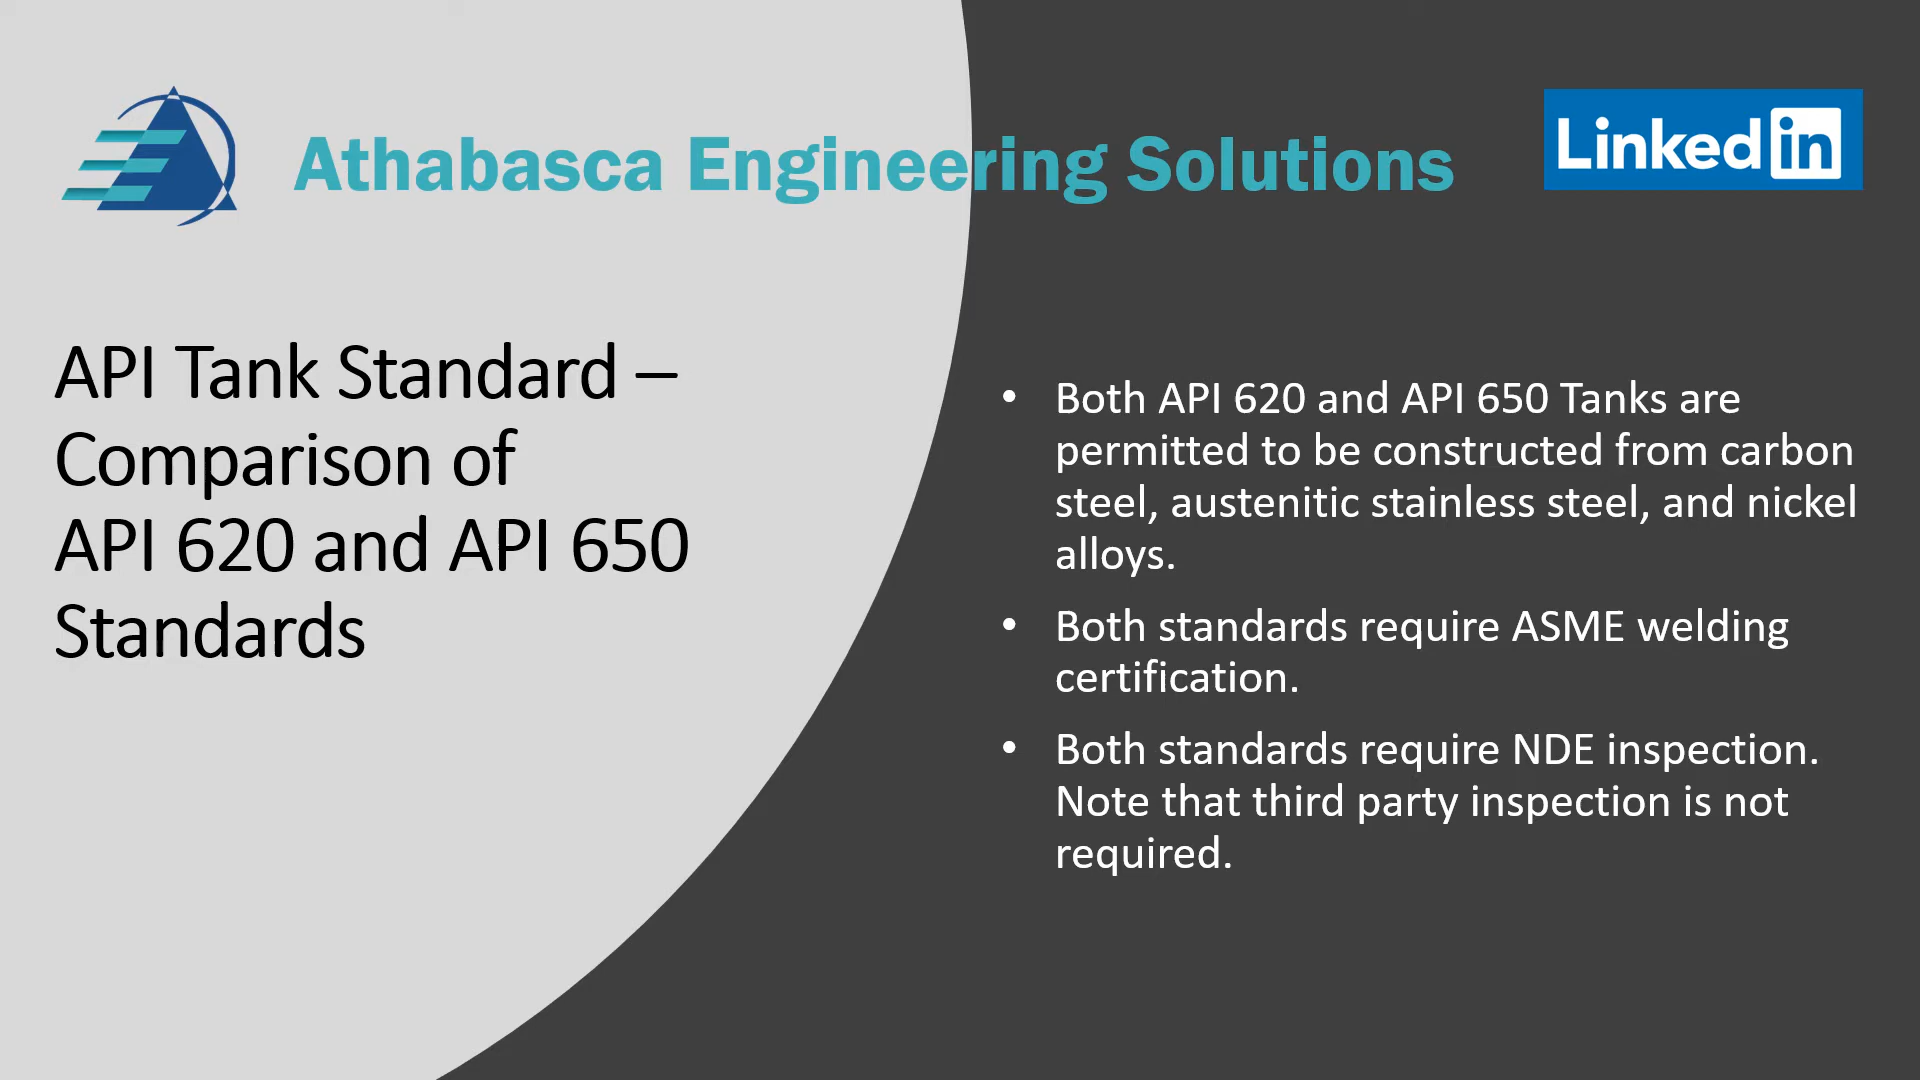 Athabasca Engineering Solutions
Linked in
API Tank Standard –
Comparison of
API 620 and API 650
Standards
• Both API 620 and API 650 Tanks are
permitted to be constructed from carbon
steel, austenitic stainless steel, and nickel
alloys.
• Both standards require ASME welding
certification.
• Both standards require NDE inspection.
Note that third party inspection is not
required.